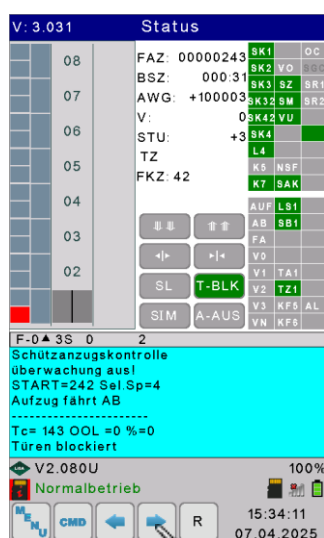 V: 3.031 Status
08
07
06
05
04
03
02
FAZ: 00000243
BSZ: 000:31
AWG: +100003
V: 0
STU: +3
TZ
FKZ: 42
SL T-BLK
SIM A-AUS
SK1 OC
SK2 VO SGC
SK3 SZ SR1
SK32 SM SR2
SK42 VU
SK4
L4
K5 NSF
K7 SAK
AUF LS1
AB SB1
FA
V0
V1 TA1
V2 TZ1
V3 KF5 AL
VN KF6
F-0▲ 3S 0 2
Schützanzugskontrolle
überwachung aus!
START=242 Sel.Sp=4
Aufzug fährt AB
----------------------
Tc= 143 OOL =0 %=0
Türen blockiert
V2.080U 100%
Normalbetrieb
MENU CMD R
15:34:11
07.04.2025